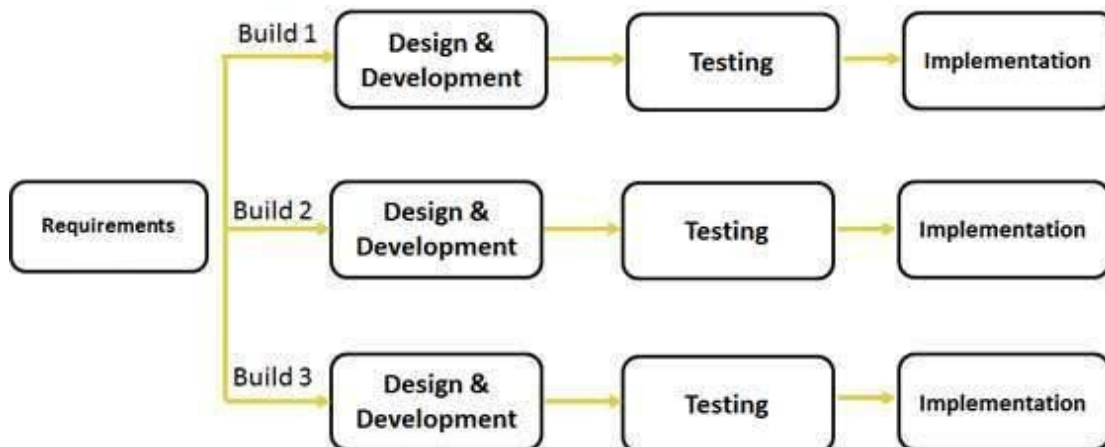 Build 1
Design &
Development
Testing
Implementation
Requirements
Build 2
Design &
Development
Testing
Implementation
Build 3
Design &
Development
Testing
Implementation